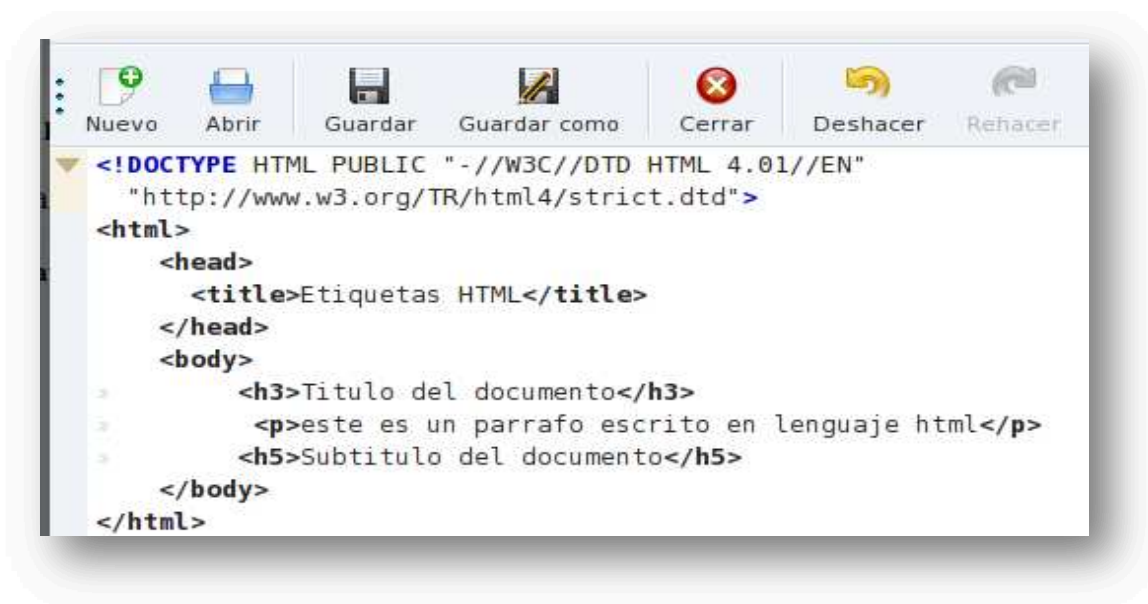 Nuevo Abrir Guardar Guardar como Cerrar Deshacer Rehacer
<!DOCTYPE HTML PUBLIC "-//W3C//DTD HTML 4.01//EN"
"http://www.w3.org/TR/html4/strict.dtd">
<html>
<head>
<title>Etiquetas HTML</title>
</head>
<body>
<h3>Titulo del documento</h3>
<p>este es un parrafo escrito en lenguaje html</p>
<h5>Subtitulo del documento</h5>
</body>
</html>